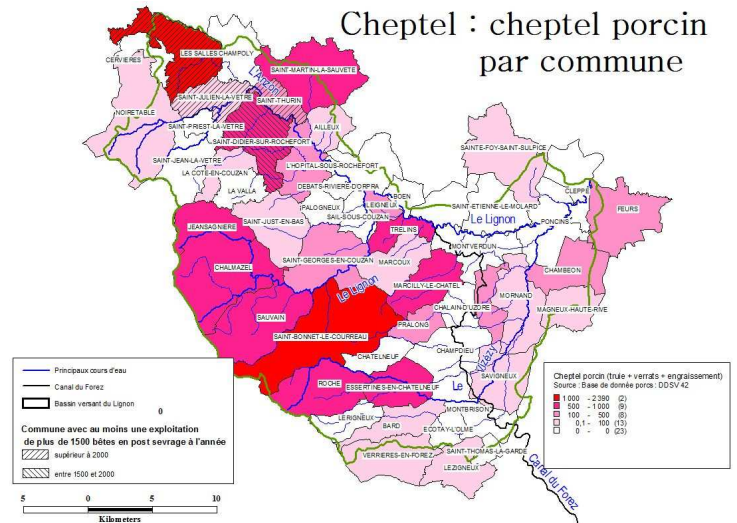 Cheptel : cheptel porcin
par commune
LES SALLES CHAMPOLY
CERVIERES
SAINT-MARTIN-LA-SAUVETE
L'Anzon
SAINT-JULIEN-LA-VETRE
SAINT-THURIN
NOIRETABLE
SAINT-PRIEST-LA-VETRE
AILLEUX
SAINT-DIDIER-SUR-ROCHEFORT
SAINTE-FOY-SAINT-SULPICE
SAINT-JEAN-LA-VETRE
L'HOPITAL-SOUS-ROCHEFORT
LA COTE-EN-COUZAN
DEBATS-RIVIERE-D'ORPRA
CLEPPE
LA VALLA
BOEN
LEIGNEUX
PALOGNEUX
SAINT-ETIENNE-LE-MOLARD
FEURS
SAIL-SOUS-COUZAN
Le Lignon
PONCINS
SAINT-JUST-EN-BAS
JEANSAGNIERE
TRELINS
MONTVERDUN
SAINT-GEORGES-EN-COUZAN
MARCOUX
CHALMAZEL
CHAMBEON
MARCILLY-LE-CHATEL
Le Lignon
MORNAND
CHALAIN-D'UZORE
MAGNEUX-HAUTE-RIVE
SAUVAIN
PRALONG
SAINT-BONNET-LE-COURREAU
CHAMPDIEU
Le Vizézy
CHATELNEUF
SAVIGNEUX
ROCHE
ESSERTINES-EN-CHATELNEUF
MONTBRISON
LERIGNEUX
BARD
ECOTAY-L'OLME
VERRIERES-EN-FOREZ
SAINT-THOMAS-LA-GARDE
LEZIGNEUX
Canal du Forez
Principaux cours d'eau
Canal du Forez
Bassin versant du Lignon
0
Commune avec au moins une exploitation
de plus de 1500 bêtes en post sevrage à l'année
supérieur à 2000
entre 1500 et 2000
5 0 5 10
Kilometers
Cheptel porcin (truie + verrats + engraissement)
Source : Base de donnée porcs : DDSV 42
1 000 - 2 390 (2)
500 - 1 000 (9)
100 - 500 (8)
0,1 - 100 (13)
0 - 0 (23)